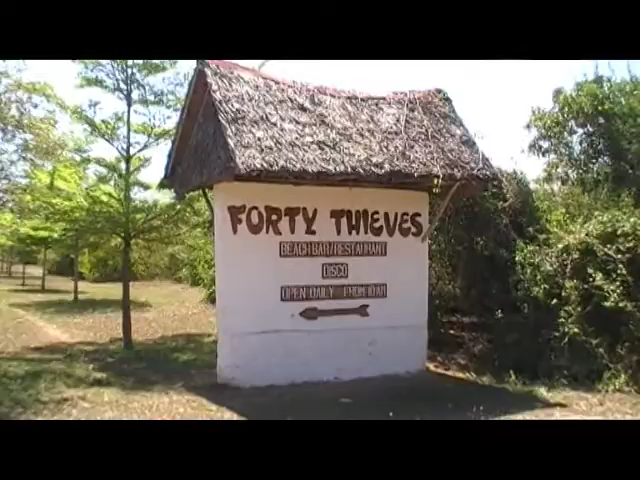 FORTY THIEVES
BEACH BAR/RESTAURANT
DISCO
OPEN DAILY FROM 10AM